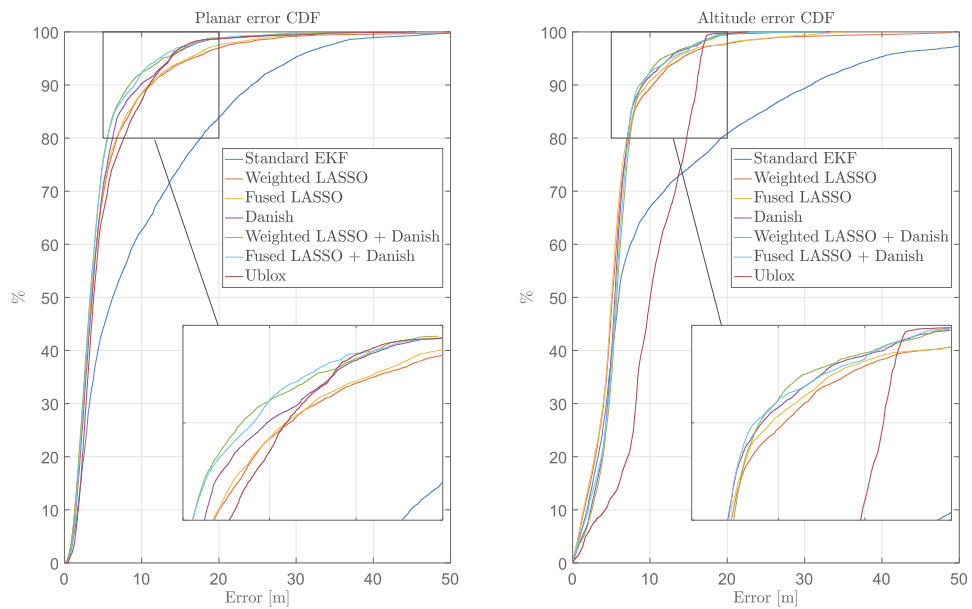 Planar error CDF
100
90
80
70
60
50
40
30
20
10
0
%
Standard EKF
Weighted LASSO
Fused LASSO
Danish
Weighted LASSO + Danish
Fused LASSO + Danish
Ublox
0 10 20 30 40 50
Error [m]
Altitude error CDF
100
90
80
70
60
50
40
30
20
10
0
%
Standard EKF
Weighted LASSO
Fused LASSO
Danish
Weighted LASSO + Danish
Fused LASSO + Danish
Ublox
0 10 20 30 40 50
Error [m]